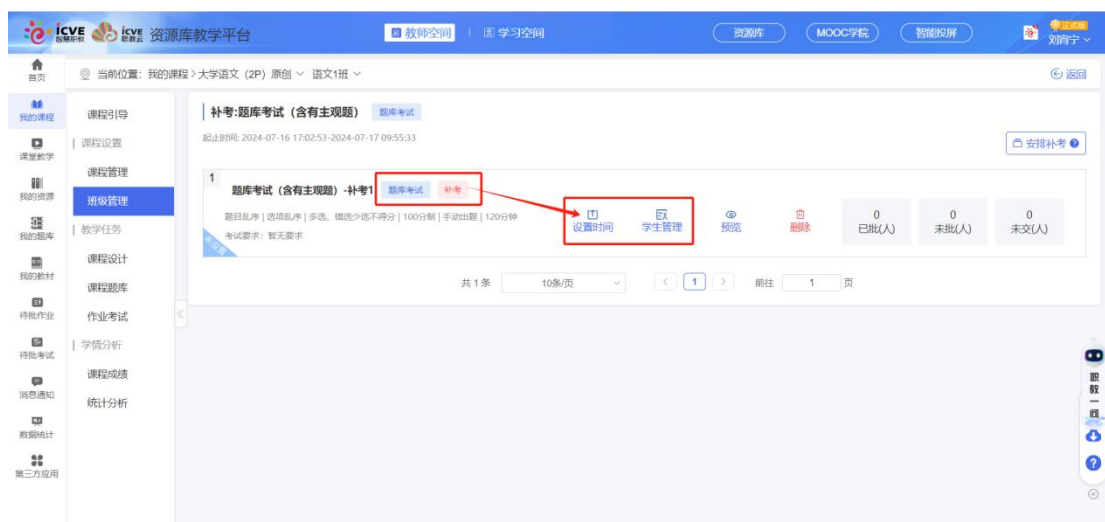 icve 智慧职教 icve 职教云 资源库教学平台 教师空间 | 学习空间 资源库 MOOC学院 智能投屏 正式版 刘前宁
首页
当前位置: 我的课程 > 大学语文（2P）原创 语文1班 返回
我的课程
课堂教学
我的资源
我的题库
我的教材
待批作业
待批考试
消息通知
数据统计
第三方应用
课程引导
课程设置
课程管理
班级管理
教学任务
课程设计
课程题库
作业考试
学情分析
课程成绩
统计分析
补考:题库考试（含有主观题） 题库考试
起止时间: 2024-07-16 17:02:53-2024-07-17 09:55:33
安排补考
1
题库考试（含有主观题）-补考1 题库考试 补考
题目乱序 | 选项乱序 | 多选、错选少选不得分 | 100分制 | 手动出题 | 120分钟
考试要求：暂无要求
未设置
设置时间 学生管理 预览 删除
0 已批(人)
0 未批(人)
0 未交(人)
共 1 条 10条/页 < 1 > 前往 1 页
职教一问